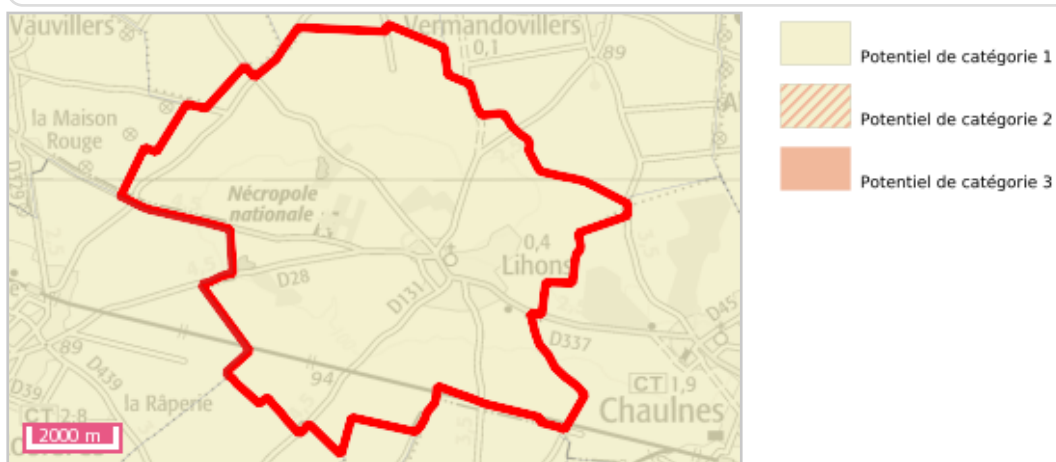 Vauvillers
Vermandovillers
0,1
89
la Maison
Rouge
Nécropole
nationale
0,4
Lihons
D28
D131
D45
D337
89
D439
D39
94
la Râperie
CT 2-8
CT 1,9
Chaulnes
3,5
2000 m
Potentiel de catégorie 1
Potentiel de catégorie 2
Potentiel de catégorie 3